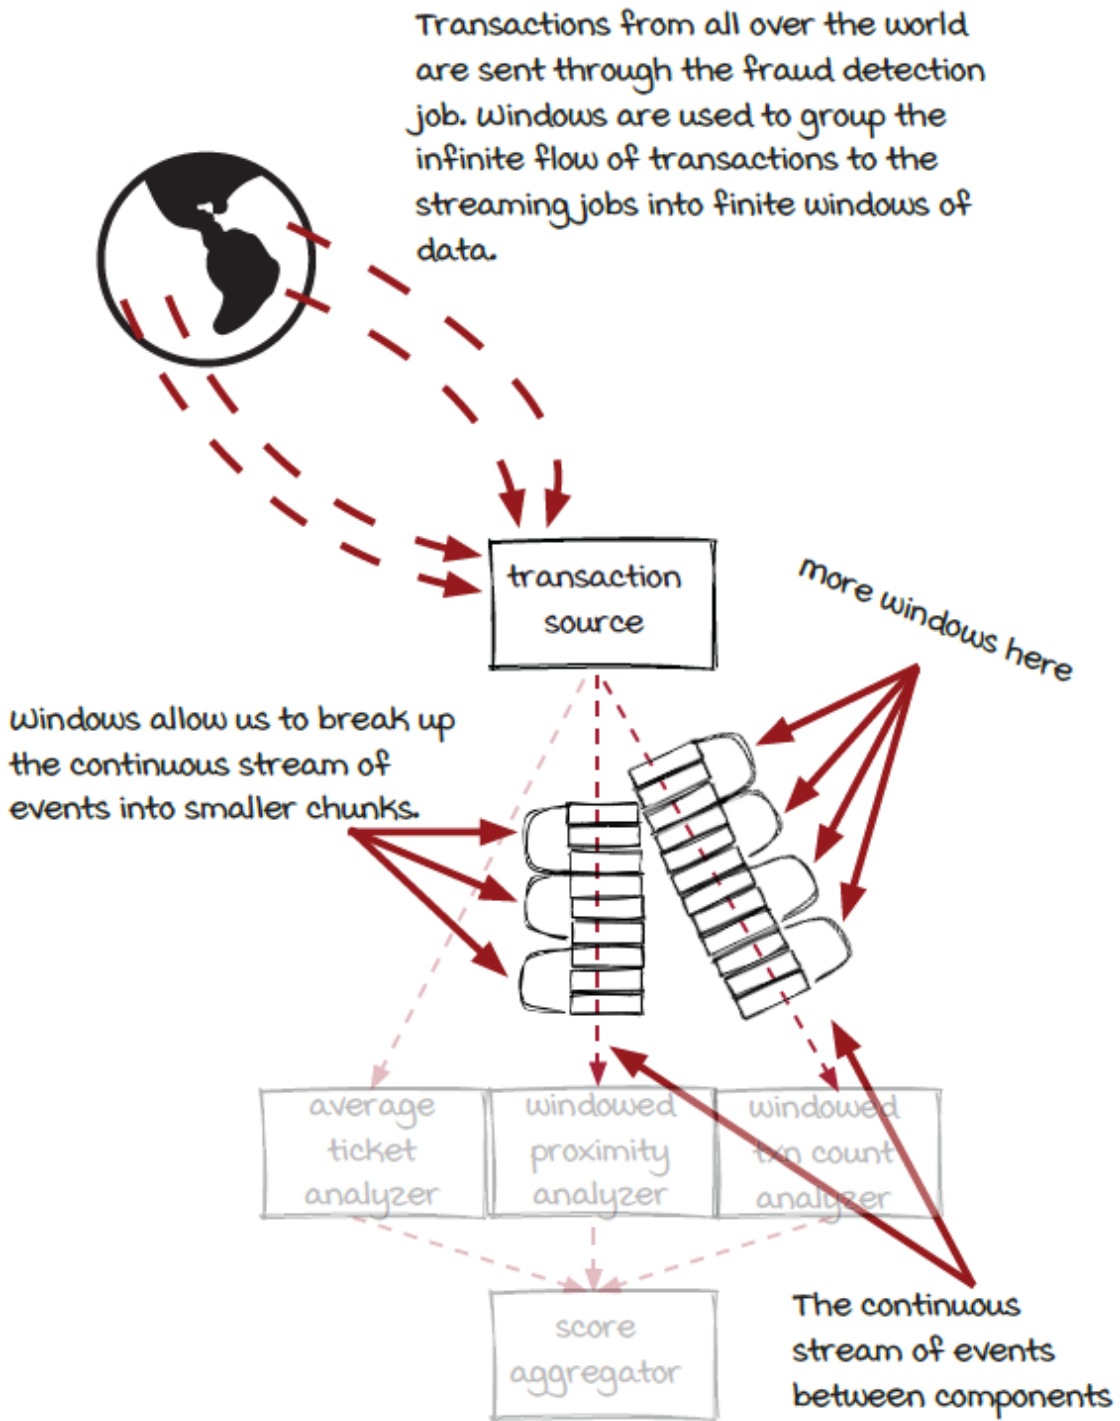 Transactions from all over the world
are sent through the fraud detection
job. Windows are used to group the
infinite flow of transactions to the
streaming jobs into finite windows of
data.
transaction
source
more windows here
Windows allow us to break up
the continuous stream of
events into smaller chunks.
average
ticket
analyzer
windowed
proximity
analyzer
windowed
txn count
analyzer
score
aggregator
The continuous
stream of events
between components